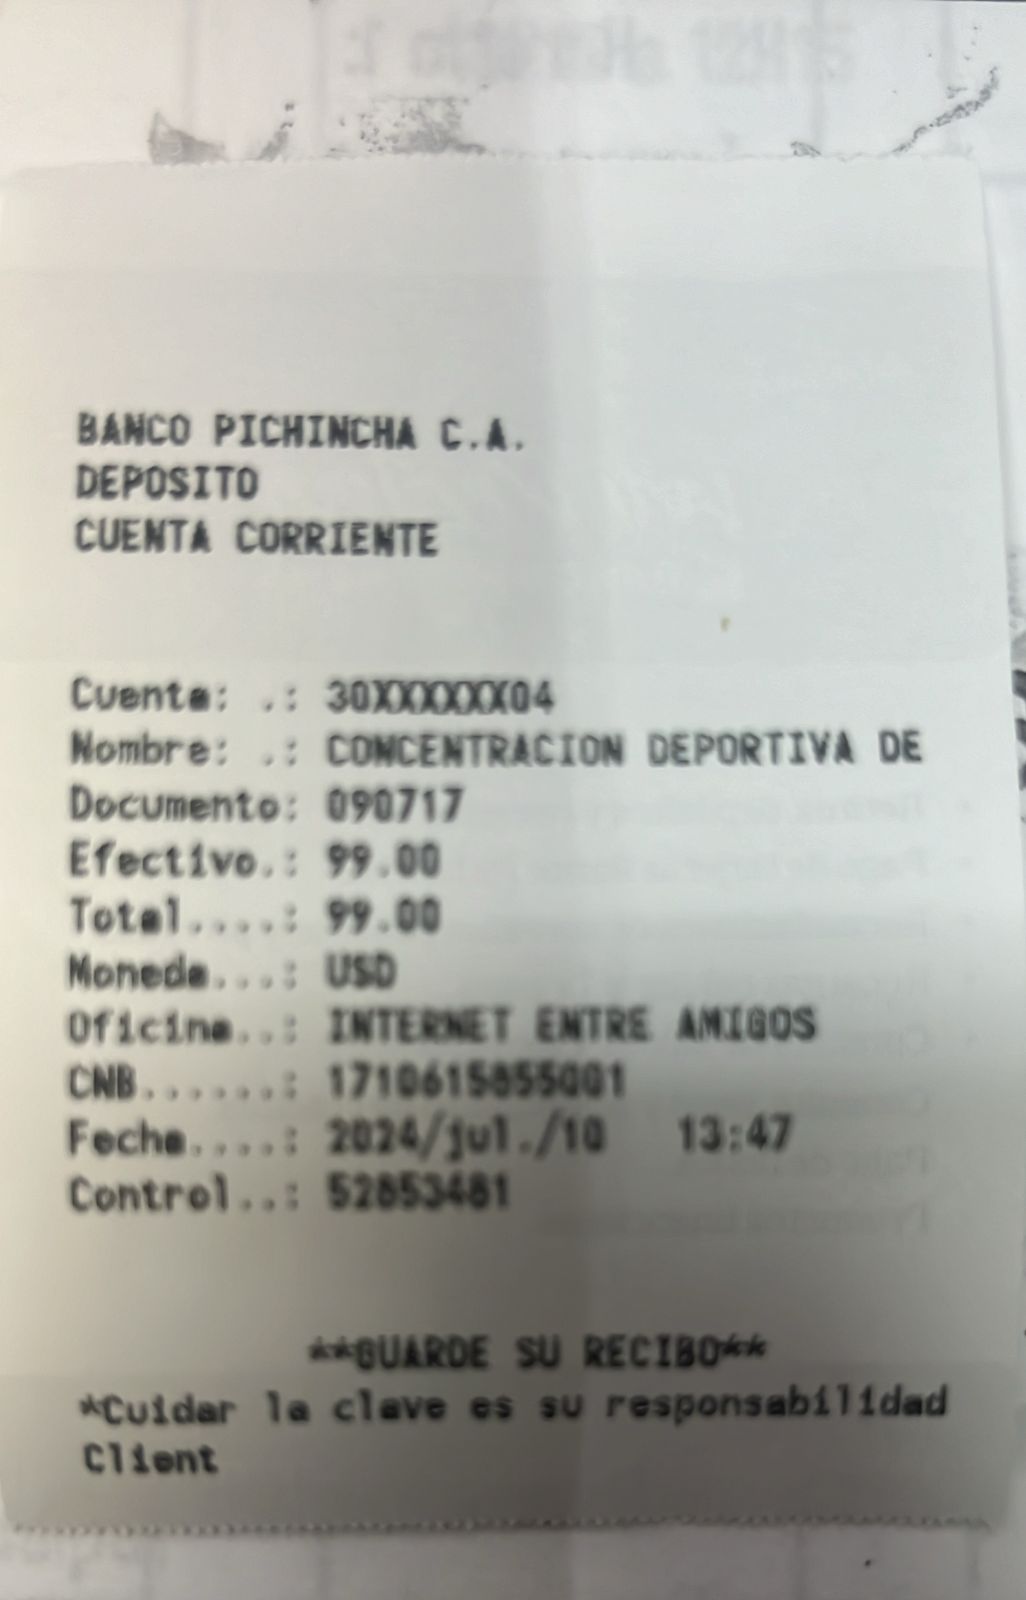 BANCO PICHINCHA C.A.
DEPOSITO
CUENTA CORRIENTE
Cuenta: .: 30XXXXXX04
Nombre: .: CONCENTRACION DEPORTIVA DE
Documento: 090717
Efectivo.: 99.00
Total....: 99.00
Moneda...: USD
Oficina..: INTERNET ENTRE AMIGOS
CNB......:
Fecha....: 2024/jul./10 13:47
Control..:
**GUARDE SU RECIBO**
*Cuidar la clave es su responsabilidad
Client